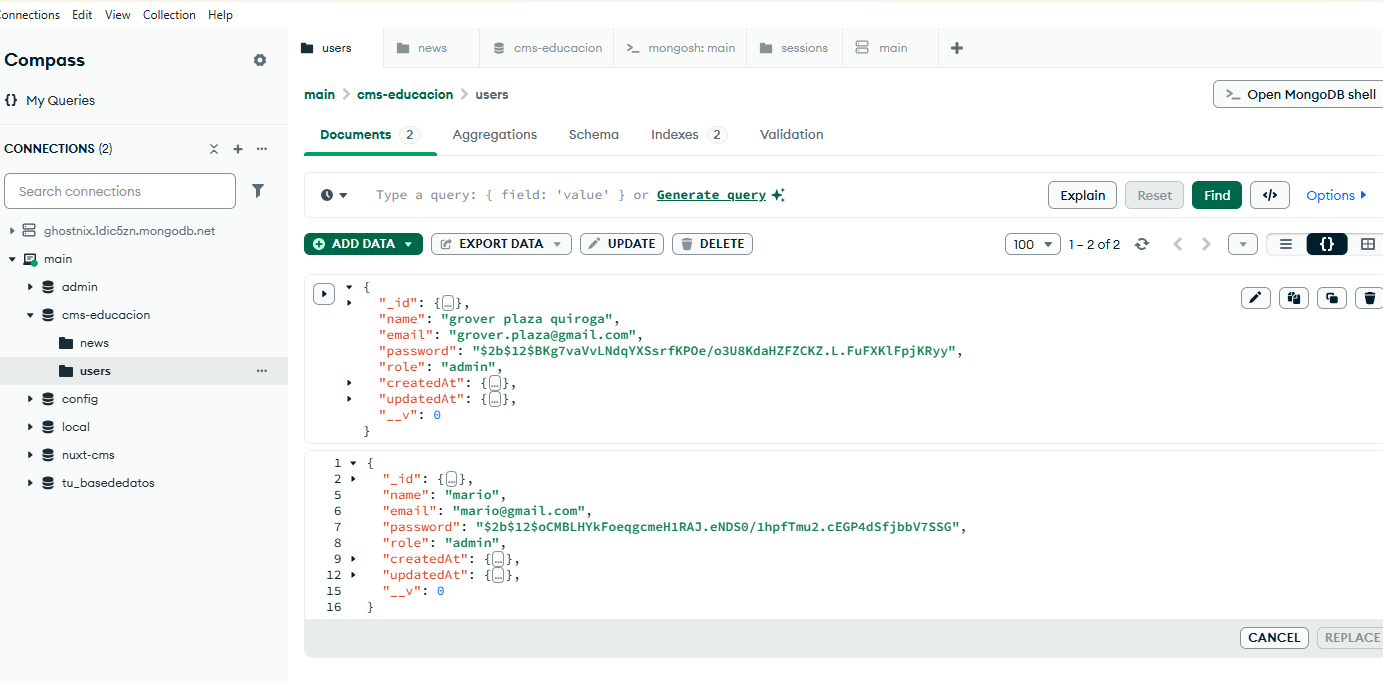 Connections Edit View Collection Help
Compass
{} My Queries
CONNECTIONS (2)
Search connections
ghostnix.1dic5zn.mongodb.net
main
admin
cms-educacion
news
users
config
local
nuxt-cms
tu_basededatos
users news cms-educacion >_ mongosh: main sessions main
main > cms-educacion > users
>_ Open MongoDB shell
Documents 2 Aggregations Schema Indexes 2 Validation
Type a query: { field: 'value' } or Generate query
Explain Reset Find </> Options
ADD DATA EXPORT DATA UPDATE DELETE
100 1 – 2 of 2 {}
{
"_id": {…},
"name": "grover plaza quiroga",
"email": "grover.plaza@gmail.com",
"password": "$2b$12$BKg7vaVvLNdqYXSsrfKPOe/o3U8KdaHZFZCKZ.L.FuFXKlFpjKRyy",
"role": "admin",
"createdAt": {…},
"updatedAt": {…},
"__v": 0
}
1 {
2 "_id": {…},
5 "name": "mario",
6 "email": "mario@gmail.com",
7 "password": "$2b$12$oCMBLHYkFoeqgcmeH1RAJ.eNDS0/1hpfTmu2.cEGP4dSfjbbV7SSG",
8 "role": "admin",
9 "createdAt": {…},
12 "updatedAt": {…},
15 "__v": 0
16 }
CANCEL REPLACE